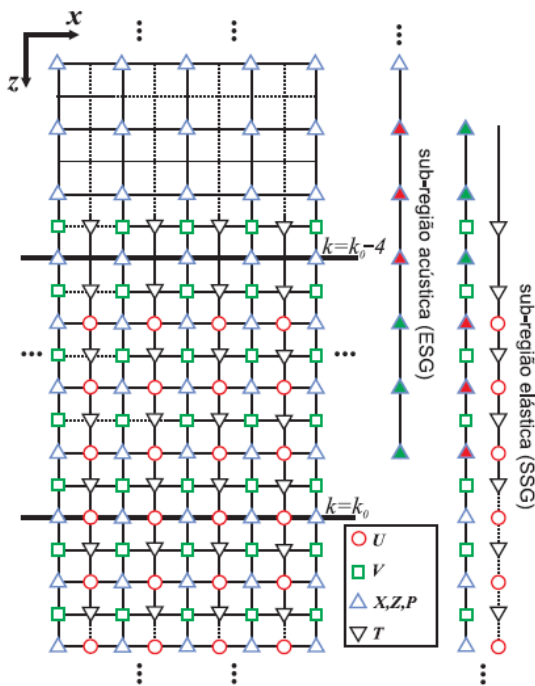 x
z
k=k₀−4
k=k₀
sub-região acústica (ESG)
sub-região elástica (SSG)
U
V
X,Z,P
T